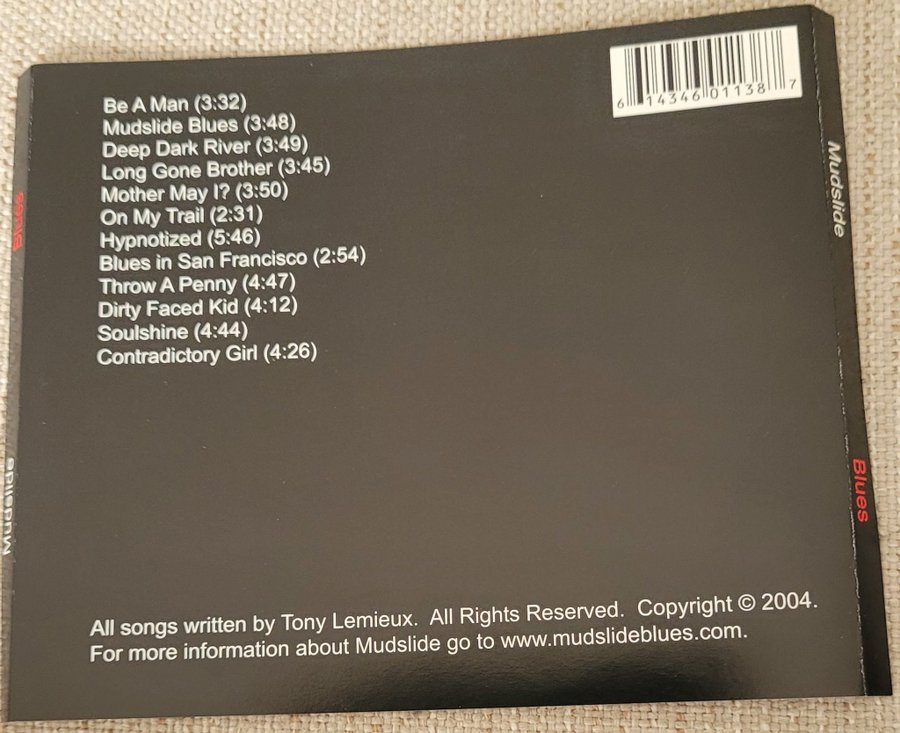 Be A Man (3:32)
Mudslide Blues (3:48)
Deep Dark River (3:49)
Long Gone Brother (3:45)
Mother May I? (3:50)
On My Trail (2:31)
Hypnotized (5:46)
Blues in San Francisco (2:54)
Throw A Penny (4:47)
Dirty Faced Kid (4:12)
Soulshine (4:44)
Contradictory Girl (4:26)
6 14346 01138 7
All songs written by Tony Lemieux.  All Rights Reserved.  Copyright © 2004.
For more information about Mudslide go to www.mudslideblues.com.
Mudslide
Blues
Mudslide
Blues